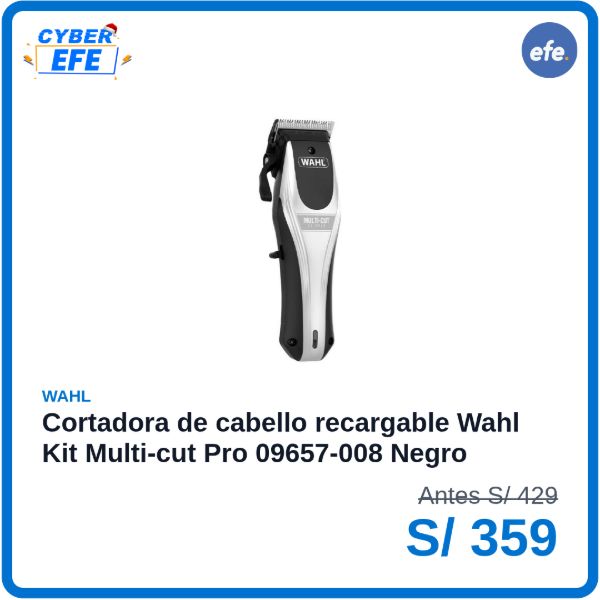 CYBER
EFE
efe.
WAHL
MULTI-CUT
WAHL
Cortadora de cabello recargable Wahl
Kit Multi-cut Pro 09657-008 Negro
Antes S/ 429
S/ 359